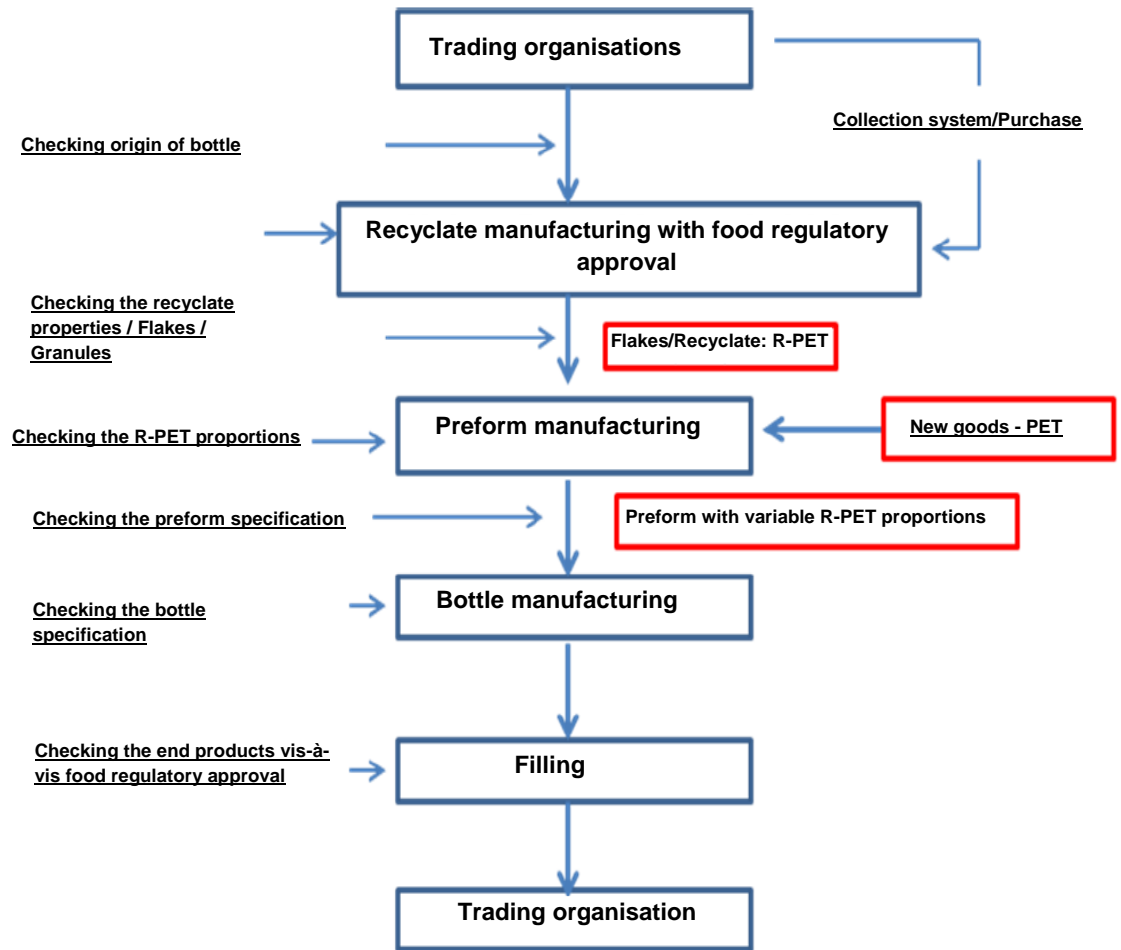 Trading organisations
Collection system/Purchase
Checking origin of bottle
Recyclate manufacturing with food regulatory
approval
Checking the recyclate
properties / Flakes /
Granules
Flakes/Recyclate: R-PET
Preform manufacturing
New goods - PET
Checking the R-PET proportions
Checking the preform specification
Preform with variable R-PET proportions
Bottle manufacturing
Checking the bottle
specification
Checking the end products vis-à-
vis food regulatory approval
Filling
Trading organisation